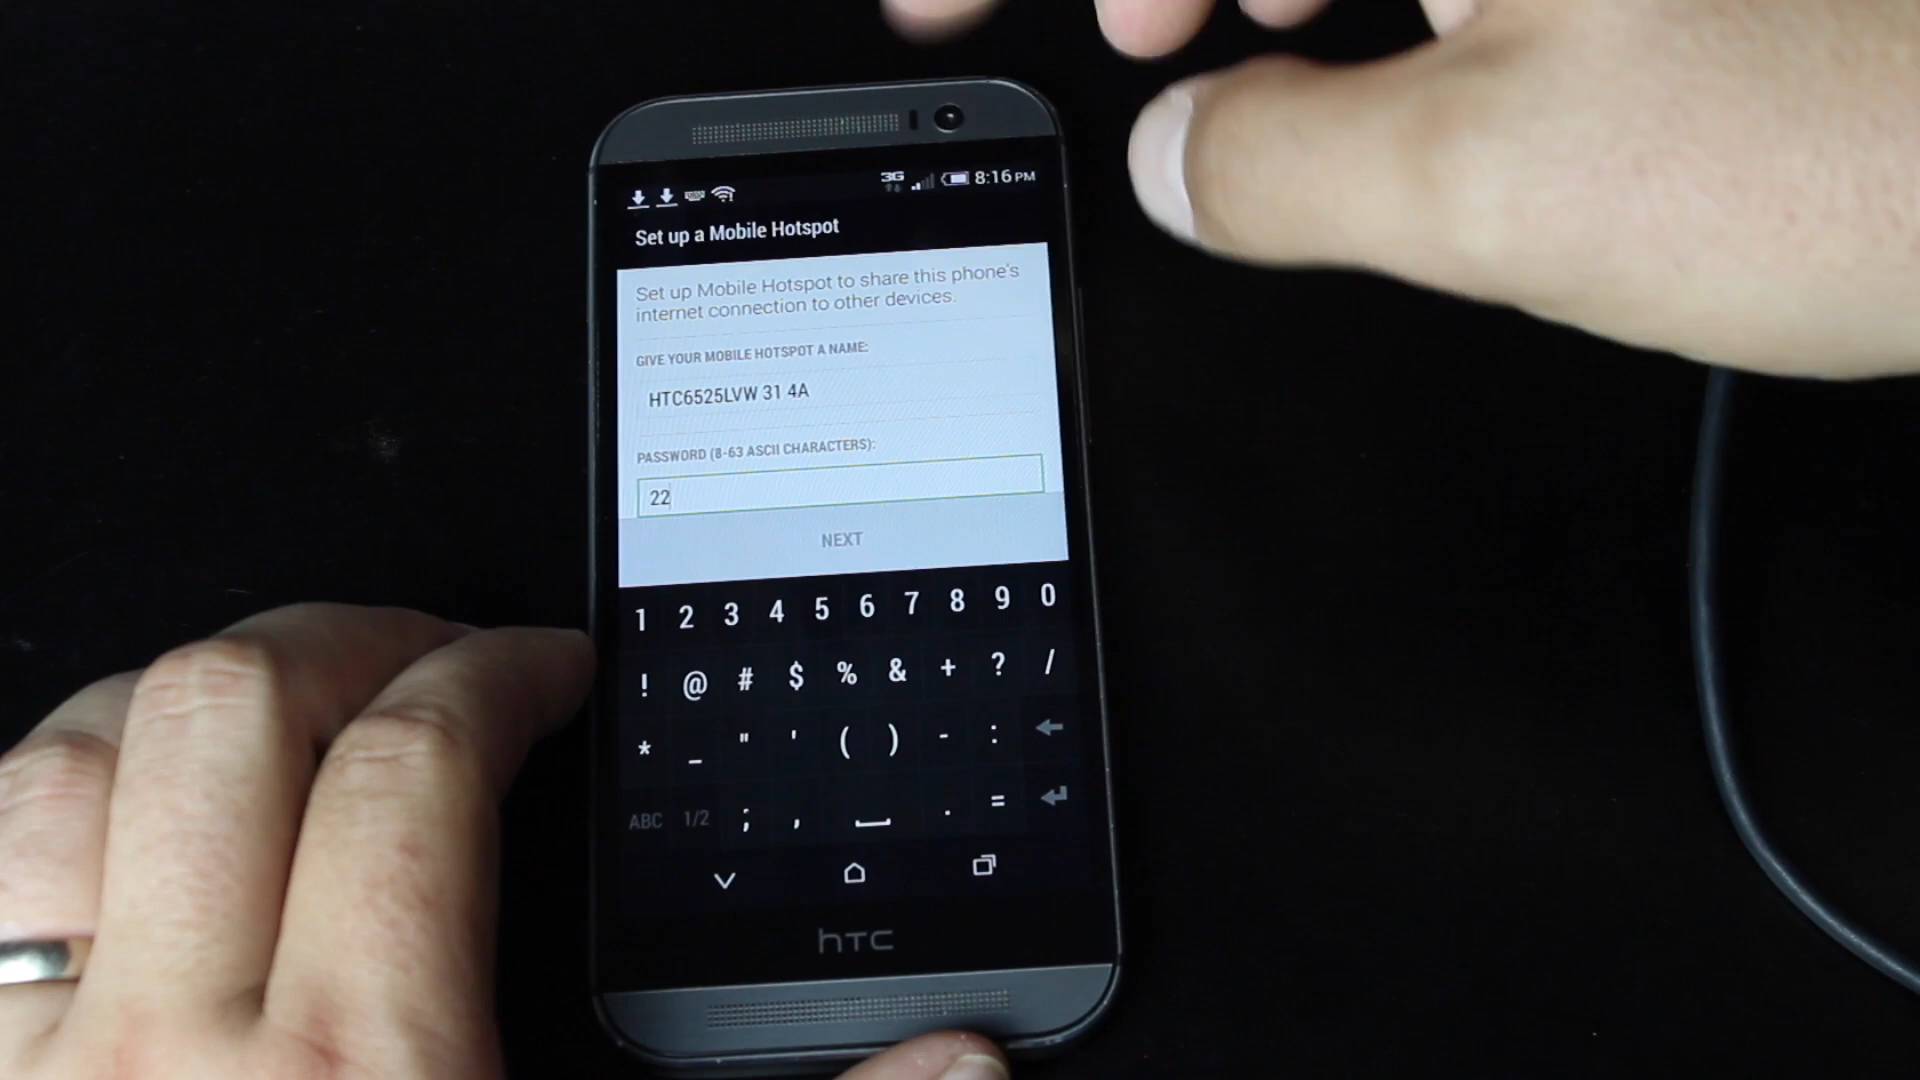 3G 8:16 PM
Set up a Mobile Hotspot
Set up Mobile Hotspot to share this phone's
internet connection to other devices.
GIVE YOUR MOBILE HOTSPOT A NAME:
HTC6525LVW 31 4A
PASSWORD (8-63 ASCII CHARACTERS):
22
NEXT
1 2 3 4 5 6 7 8 9 0
! @ # $ % & + ? /
* _ " ' ( ) - :
ABC 1/2 ; , . =
hTC